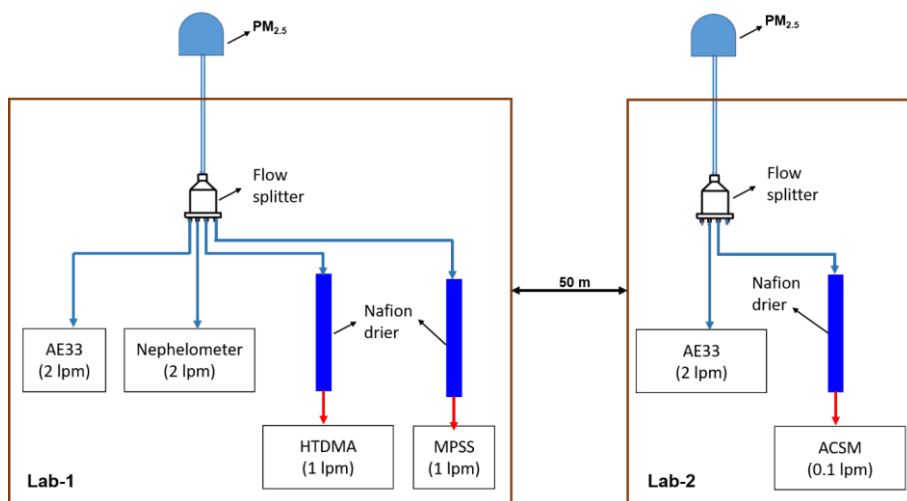 PM₂.₅
PM₂.₅
Flow
splitter
Flow
splitter
50 m
Nafion
drier
Nafion
drier
AE33
(2 lpm)
Nephelometer
(2 lpm)
AE33
(2 lpm)
HTDMA
(1 lpm)
MPSS
(1 lpm)
ACSM
(0.1 lpm)
Lab-1
Lab-2